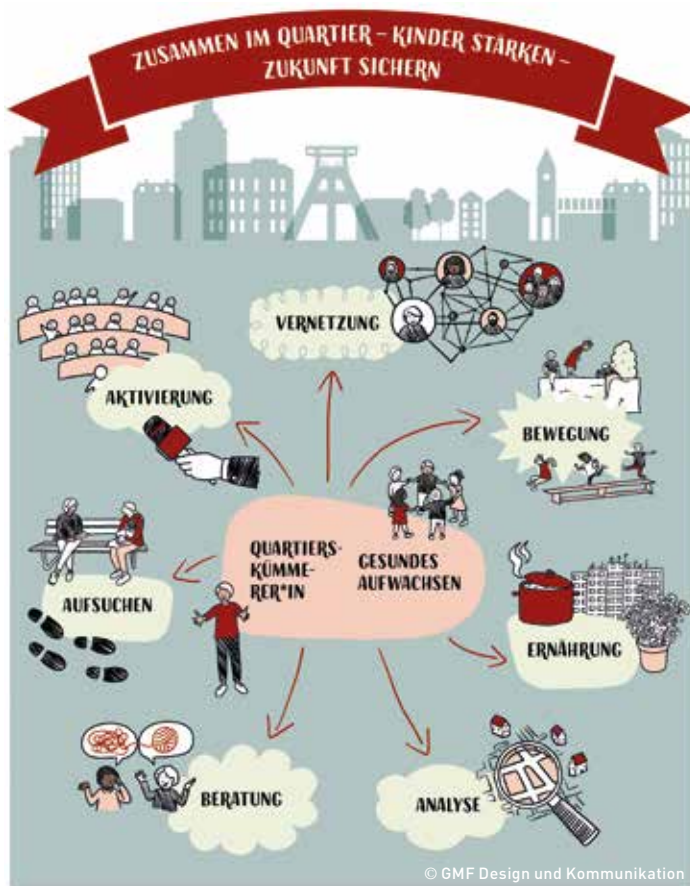 ZUSAMMEN IM QUARTIER – KINDER STÄRKEN –
ZUKUNFT SICHERN
VERNETZUNG
AKTIVIERUNG
BEWEGUNG
QUARTIERS-
KÜMME-
RER*IN
GESUNDES
AUFWACHSEN
AUFSUCHEN
ERNÄHRUNG
BERATUNG
ANALYSE
© GMF Design und Kommunikation